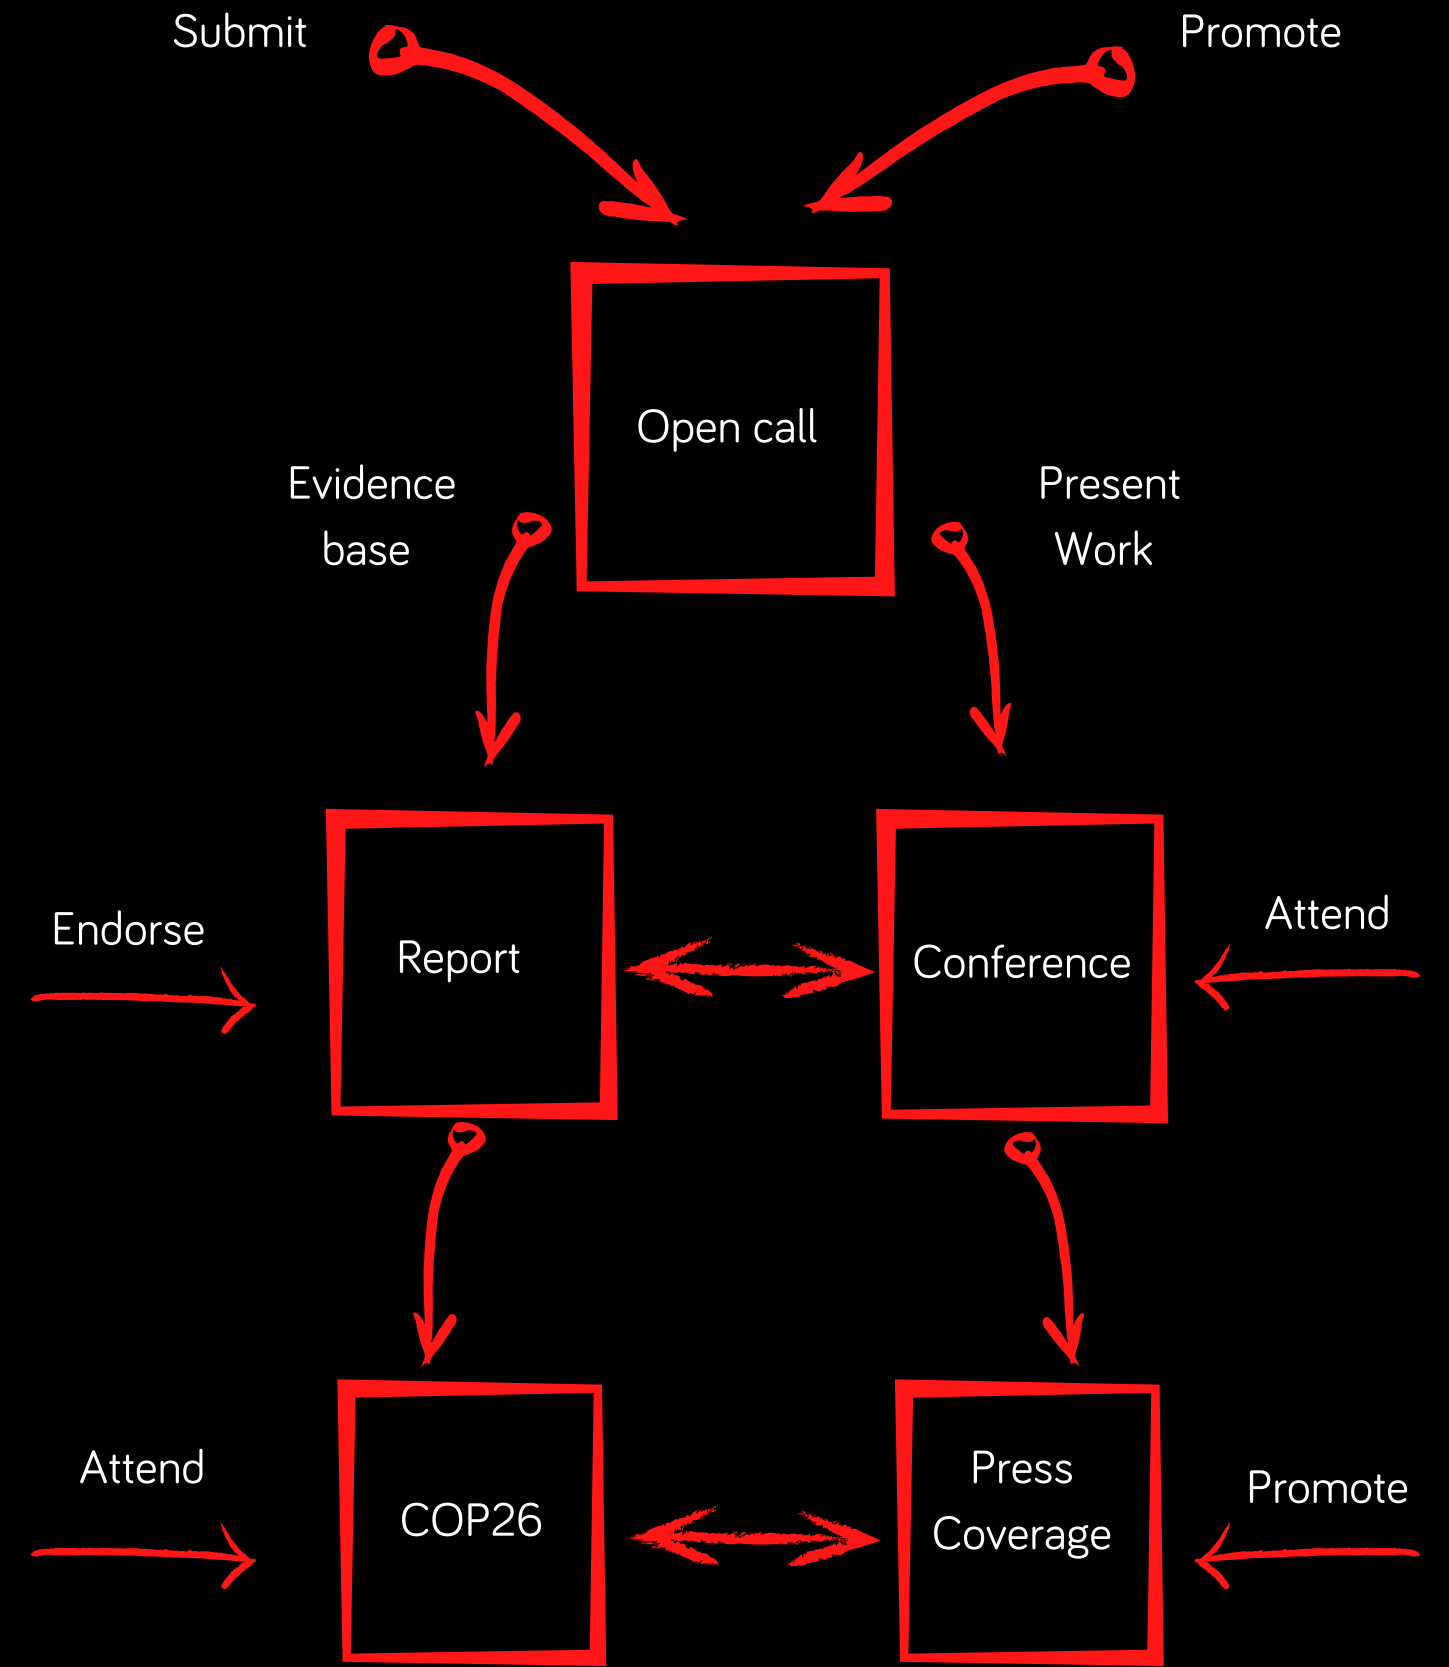 Submit
Promote
Open call
Evidence
base
Present
Work
Endorse
Report
Conference
Attend
Attend
COP26
Press
Coverage
Promote